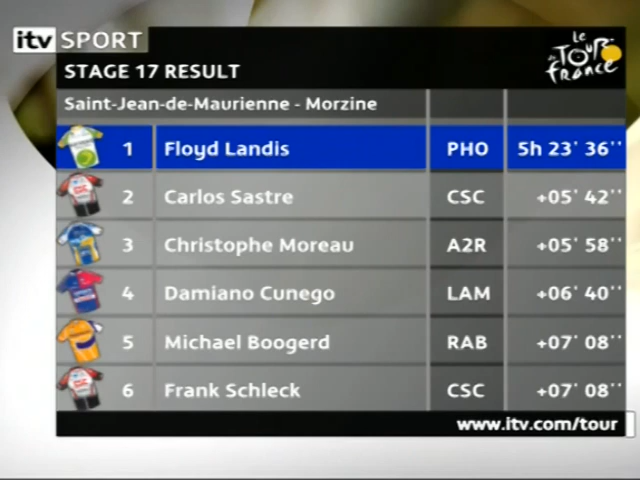 itv SPORT
le TOUR de france
STAGE 17 RESULT
Saint-Jean-de-Maurienne - Morzine
1 Floyd Landis PHO 5h 23' 36''
2 Carlos Sastre CSC +05' 42''
3 Christophe Moreau A2R +05' 58''
4 Damiano Cunego LAM +06' 40''
5 Michael Boogerd RAB +07' 08''
6 Frank Schleck CSC +07' 08''
www.itv.com/tour